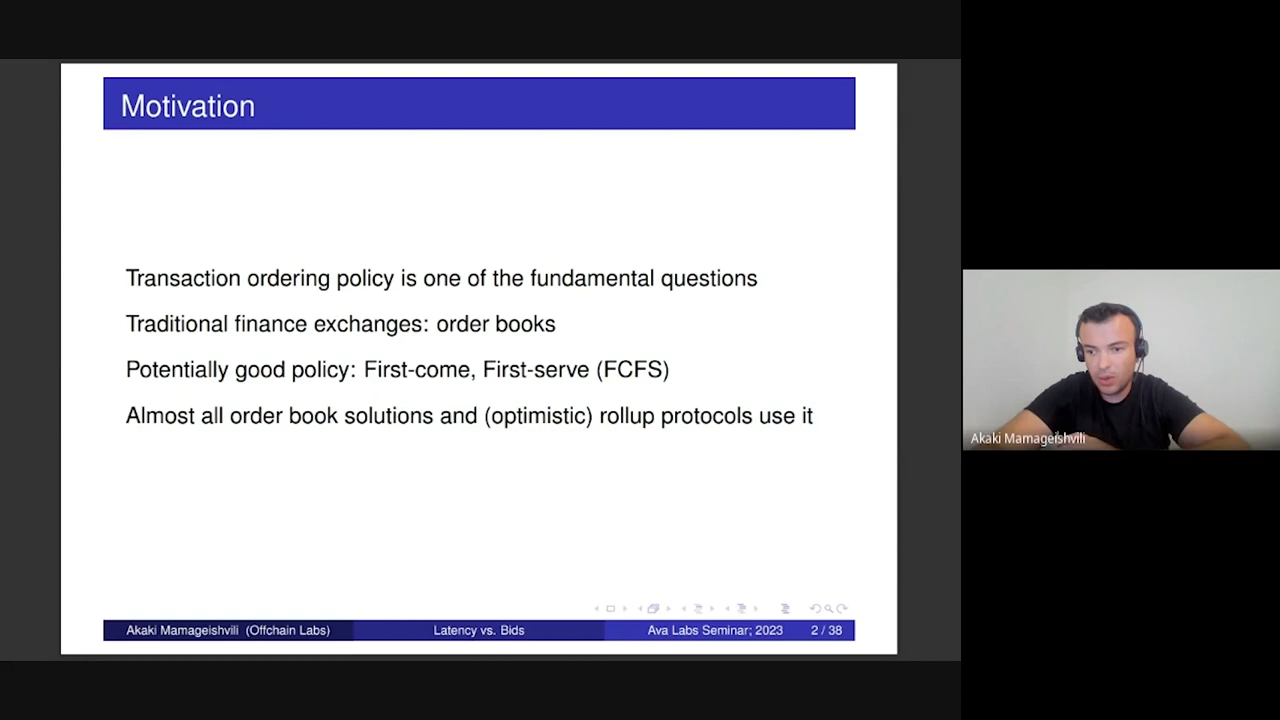 Motivation
Transaction ordering policy is one of the fundamental questions
Traditional finance exchanges: order books
Potentially good policy: First-come, First-serve (FCFS)
Almost all order book solutions and (optimistic) rollup protocols use it
Akaki Mamageishvili (Offchain Labs)
Latency vs. Bids
Ava Labs Seminar; 2023
2 / 38
Akaki Mamageishvili